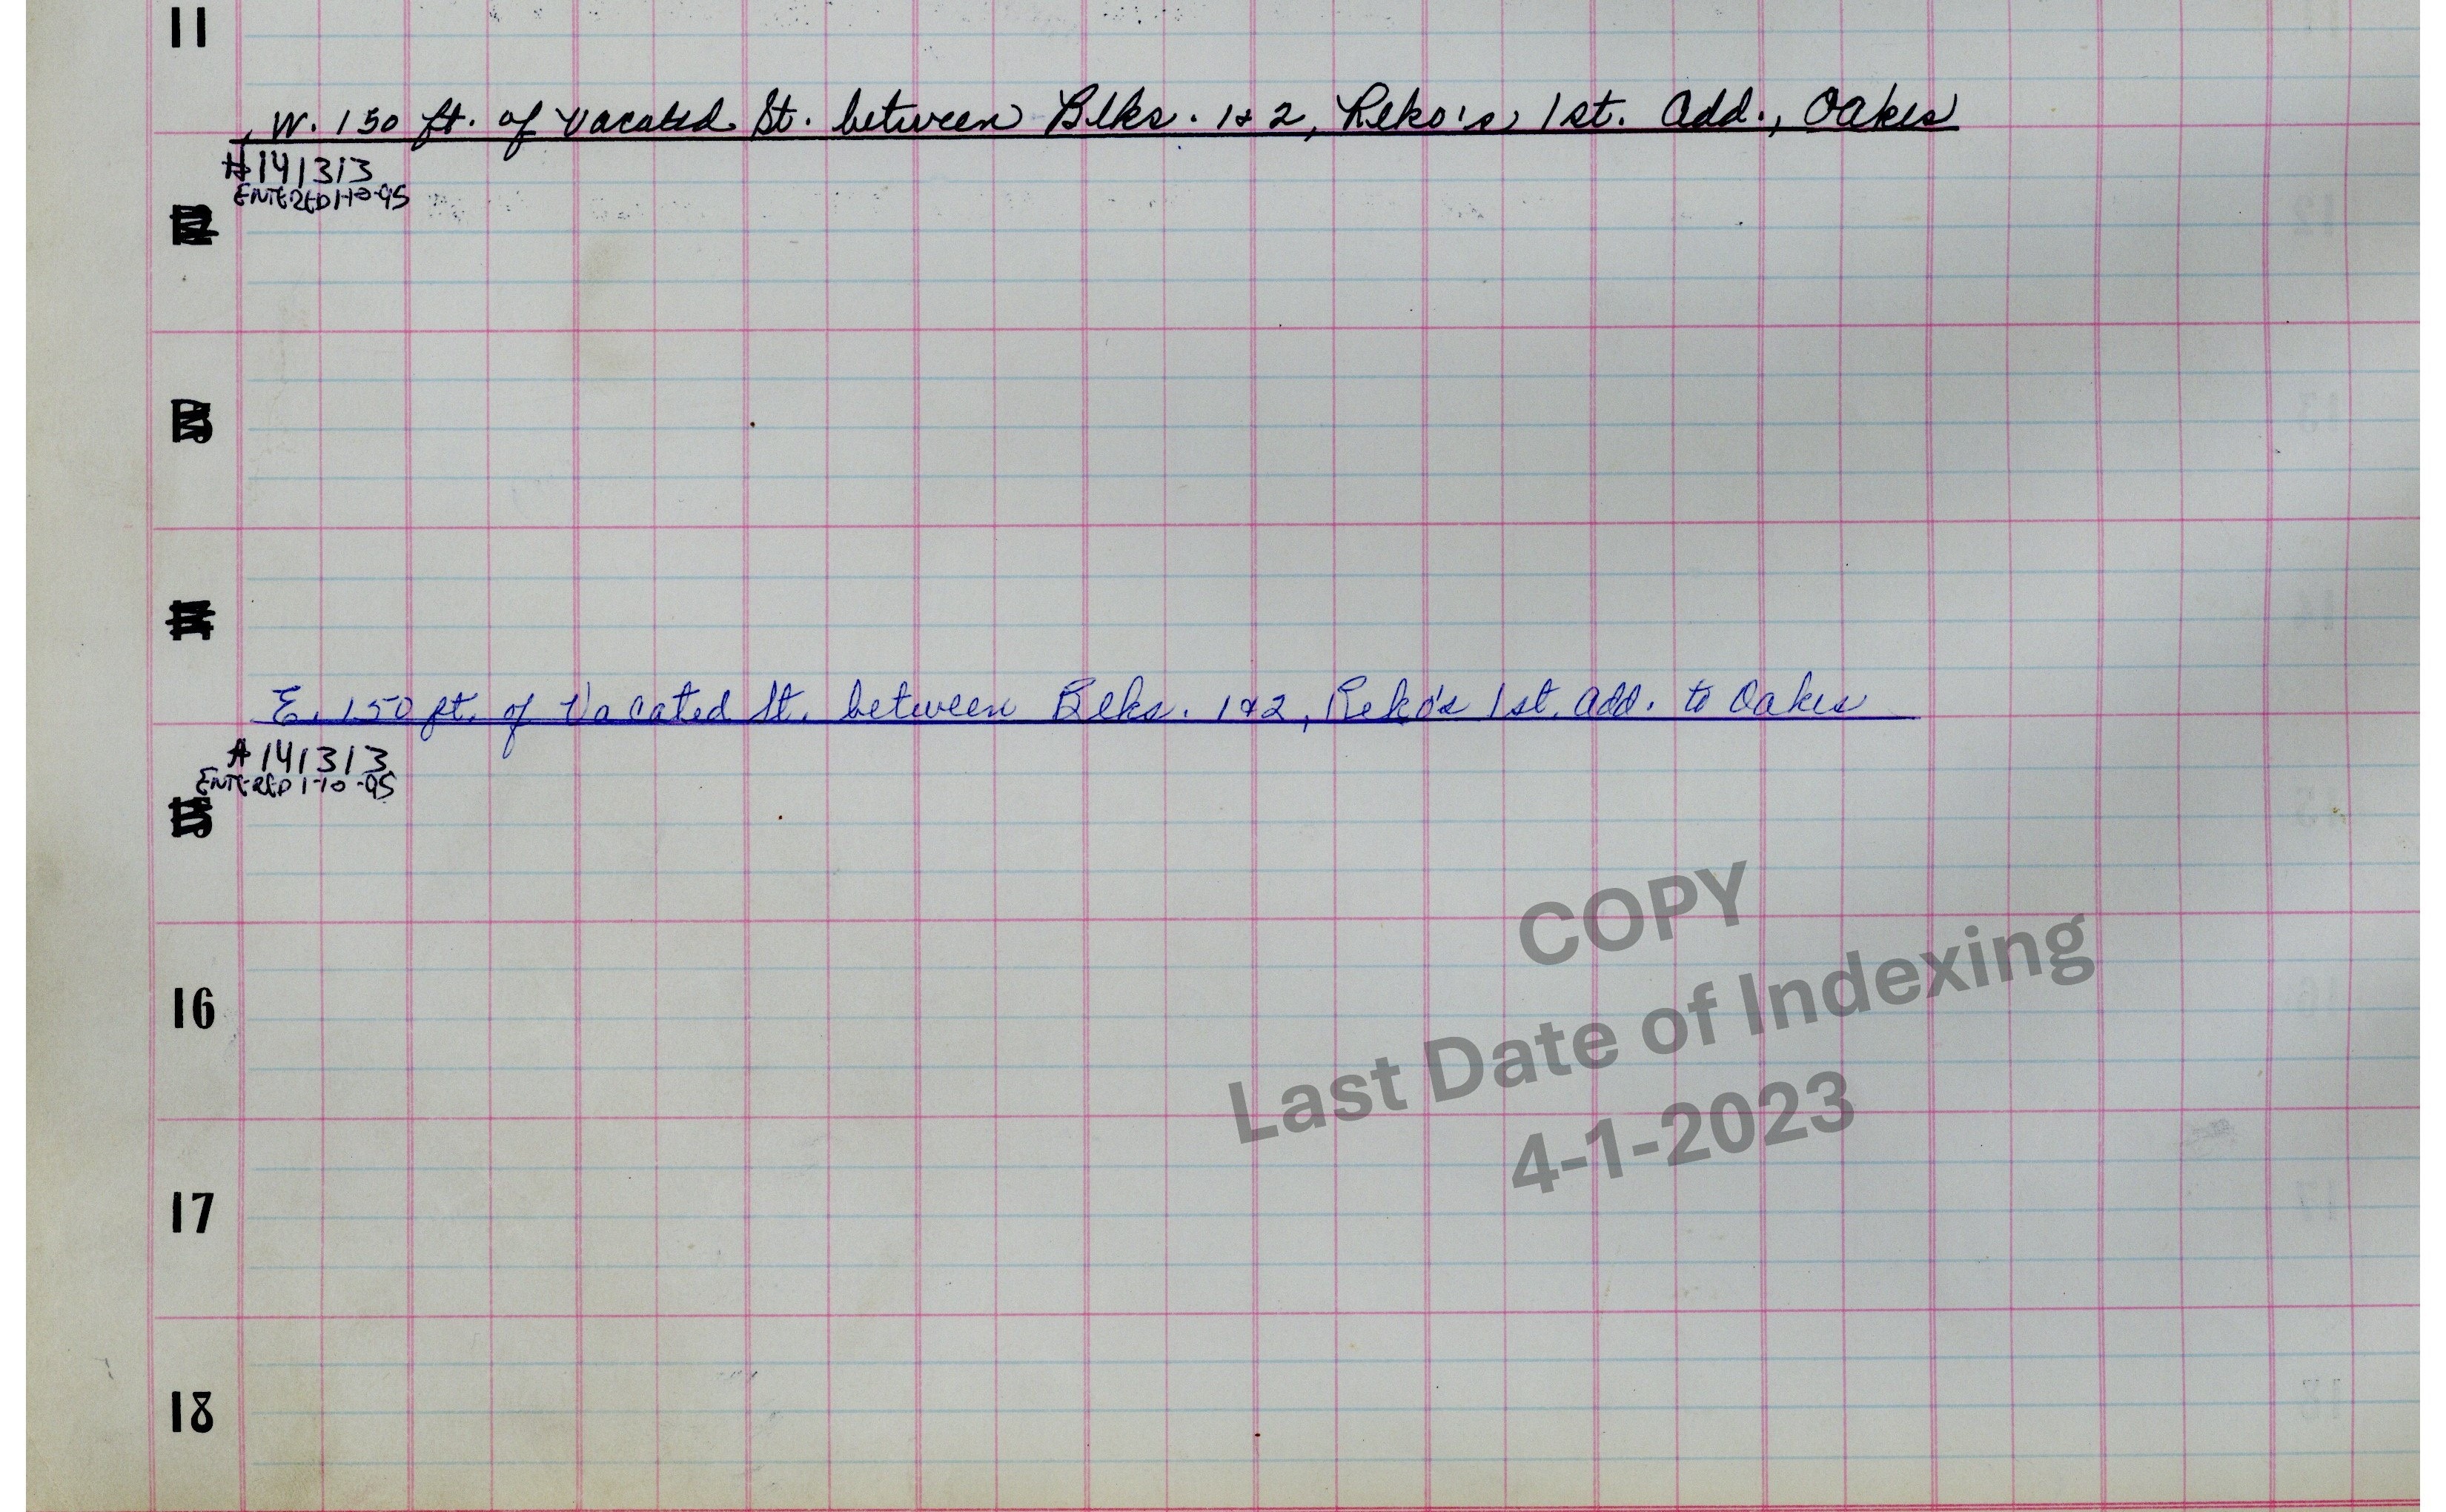 11
W. 150 ft. of Vacated St. between Blks. 1 & 2, Reko's 1st. Add., Oakes
#141313
ENTERED 1-10-95
12
13
14
E. 150 ft. of Vacated St. between Blks. 1 & 2, Reko's 1st. Add. to Oakes
#141313
ENTERED 1-10-95
15
16
17
18
COPY
Last Date of Indexing
4-1-2023